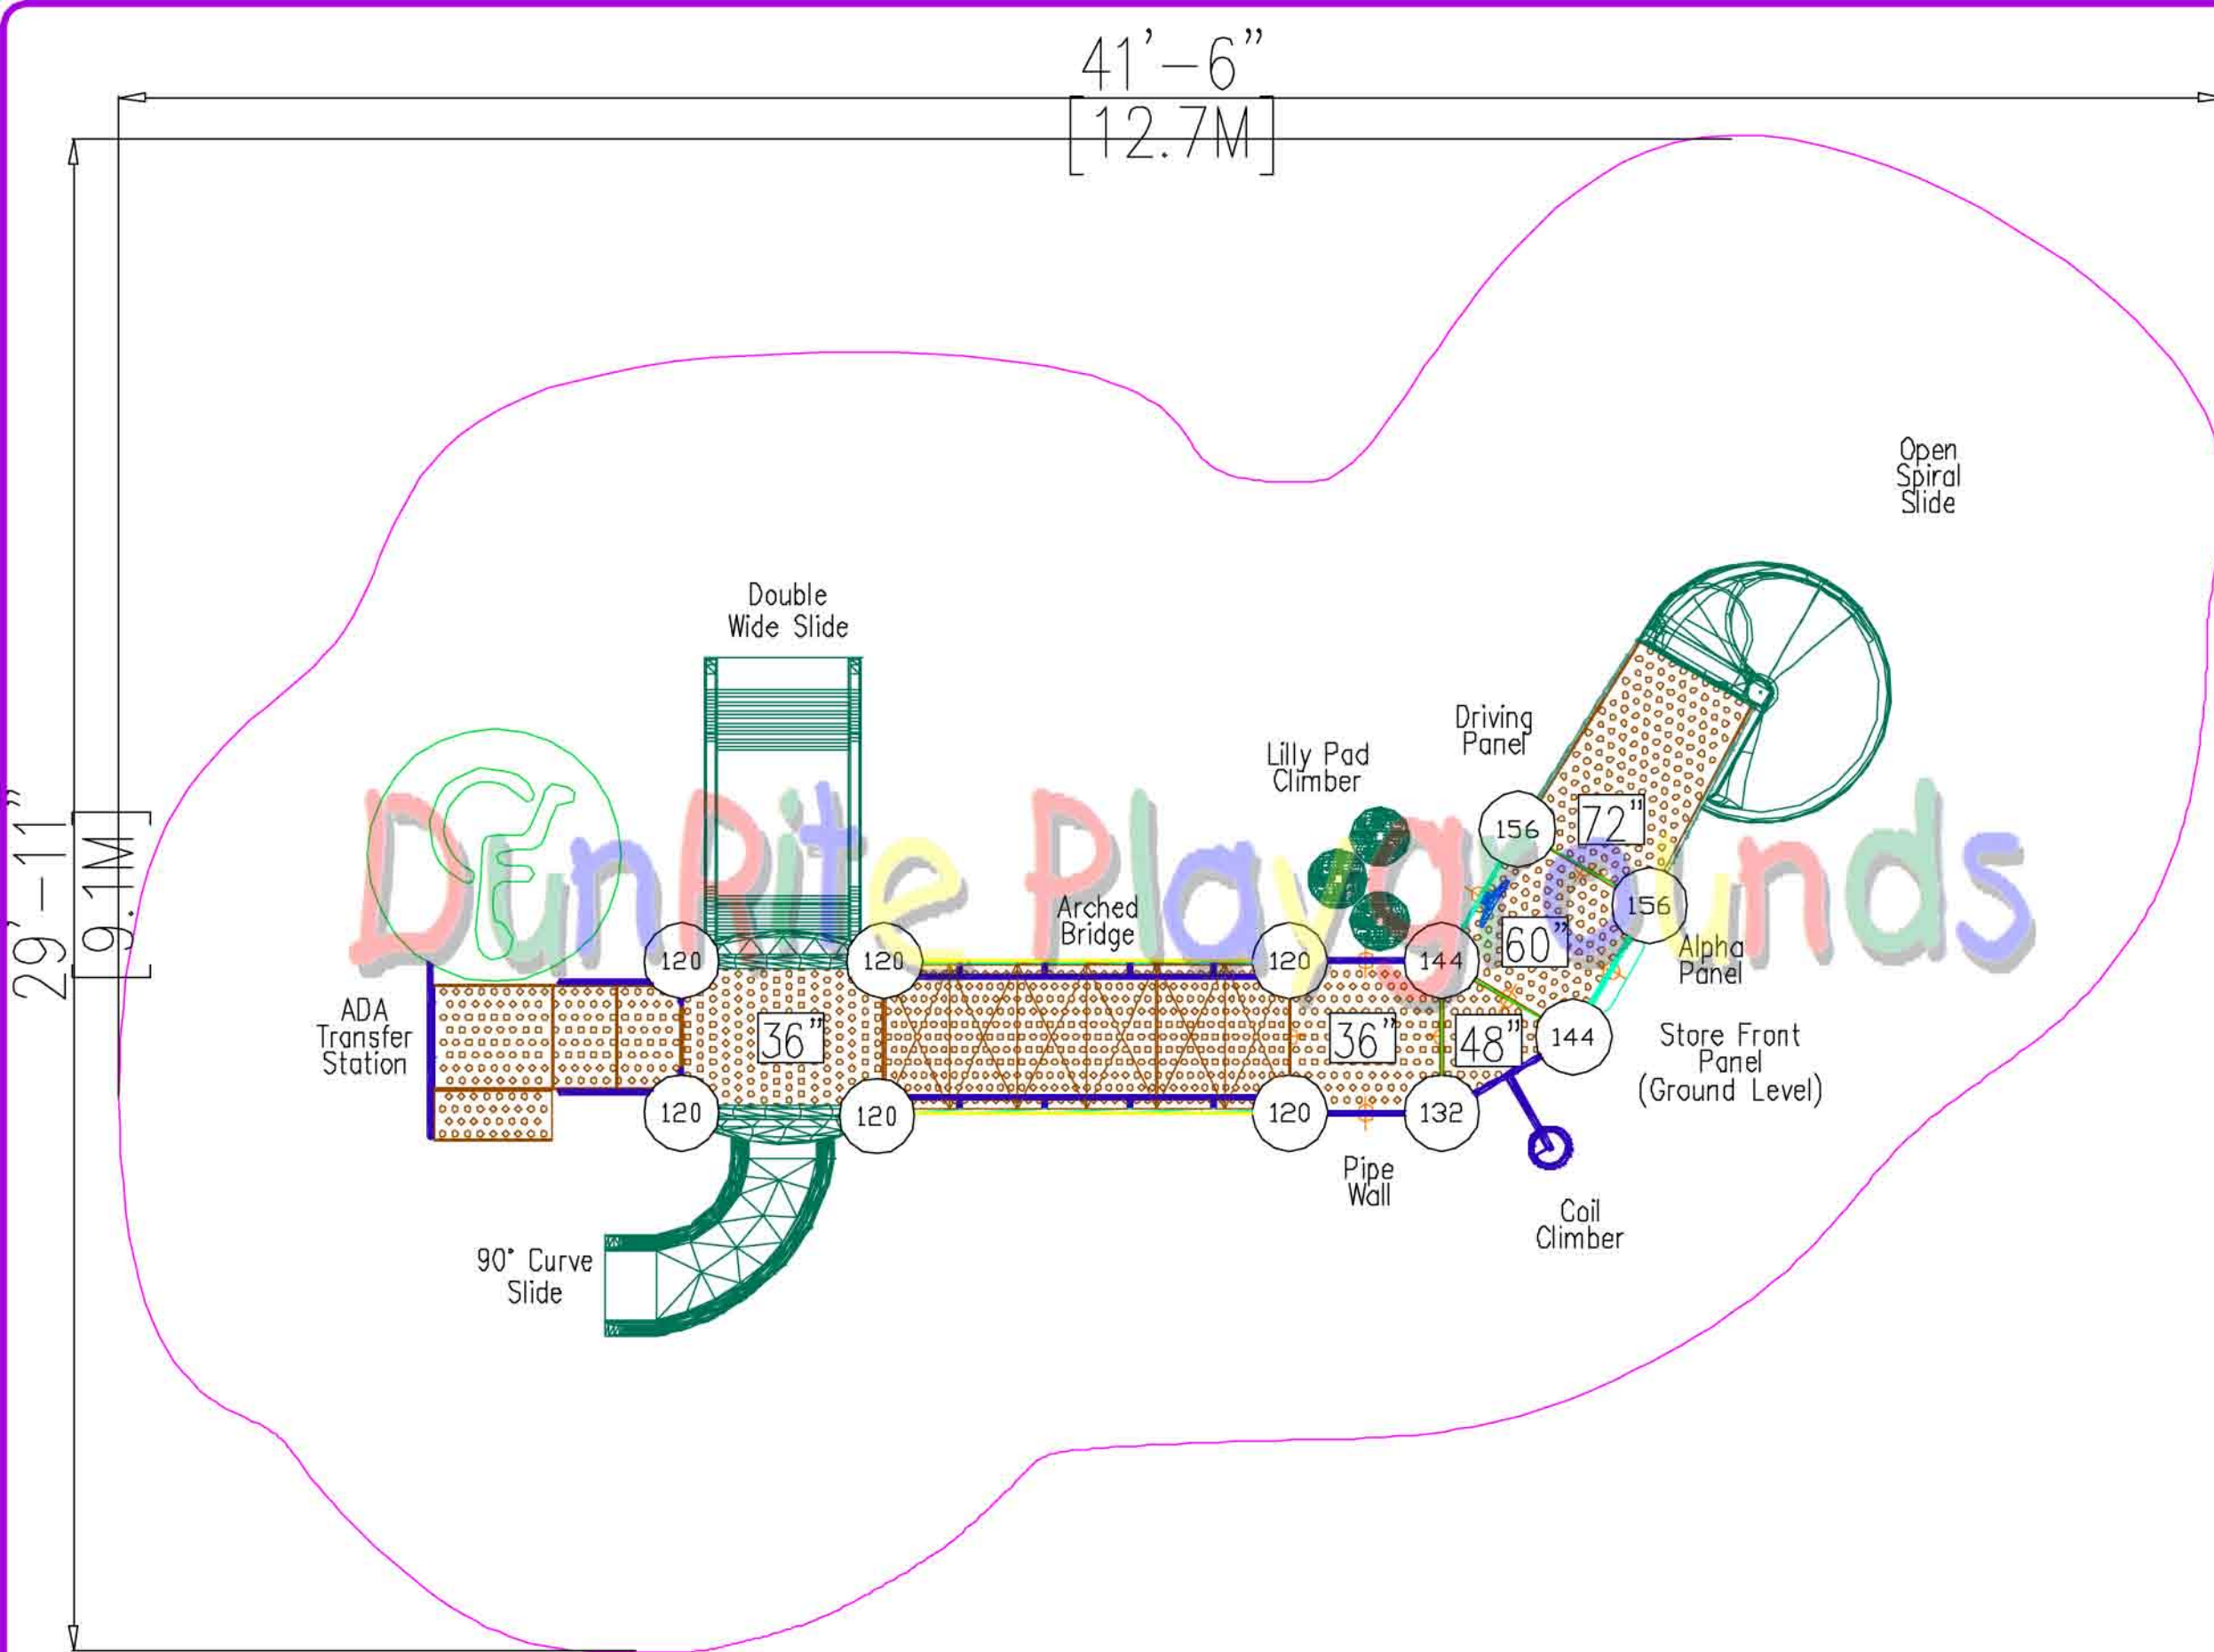 41'-6"
[12.7M]
29'-11"
[9.1M]
Open
Spiral
Slide
Double
Wide Slide
Driving
Panel
Lilly Pad
Climber
DunRite Playgrounds
72"
156
156
60"
Arched
Bridge
Alpha
Panel
120
120
120
144
ADA
Transfer
Station
36"
36"
48"
144
Store Front
Panel
(Ground Level)
120
120
120
132
Pipe
Wall
Coil
Climber
90° Curve
Slide